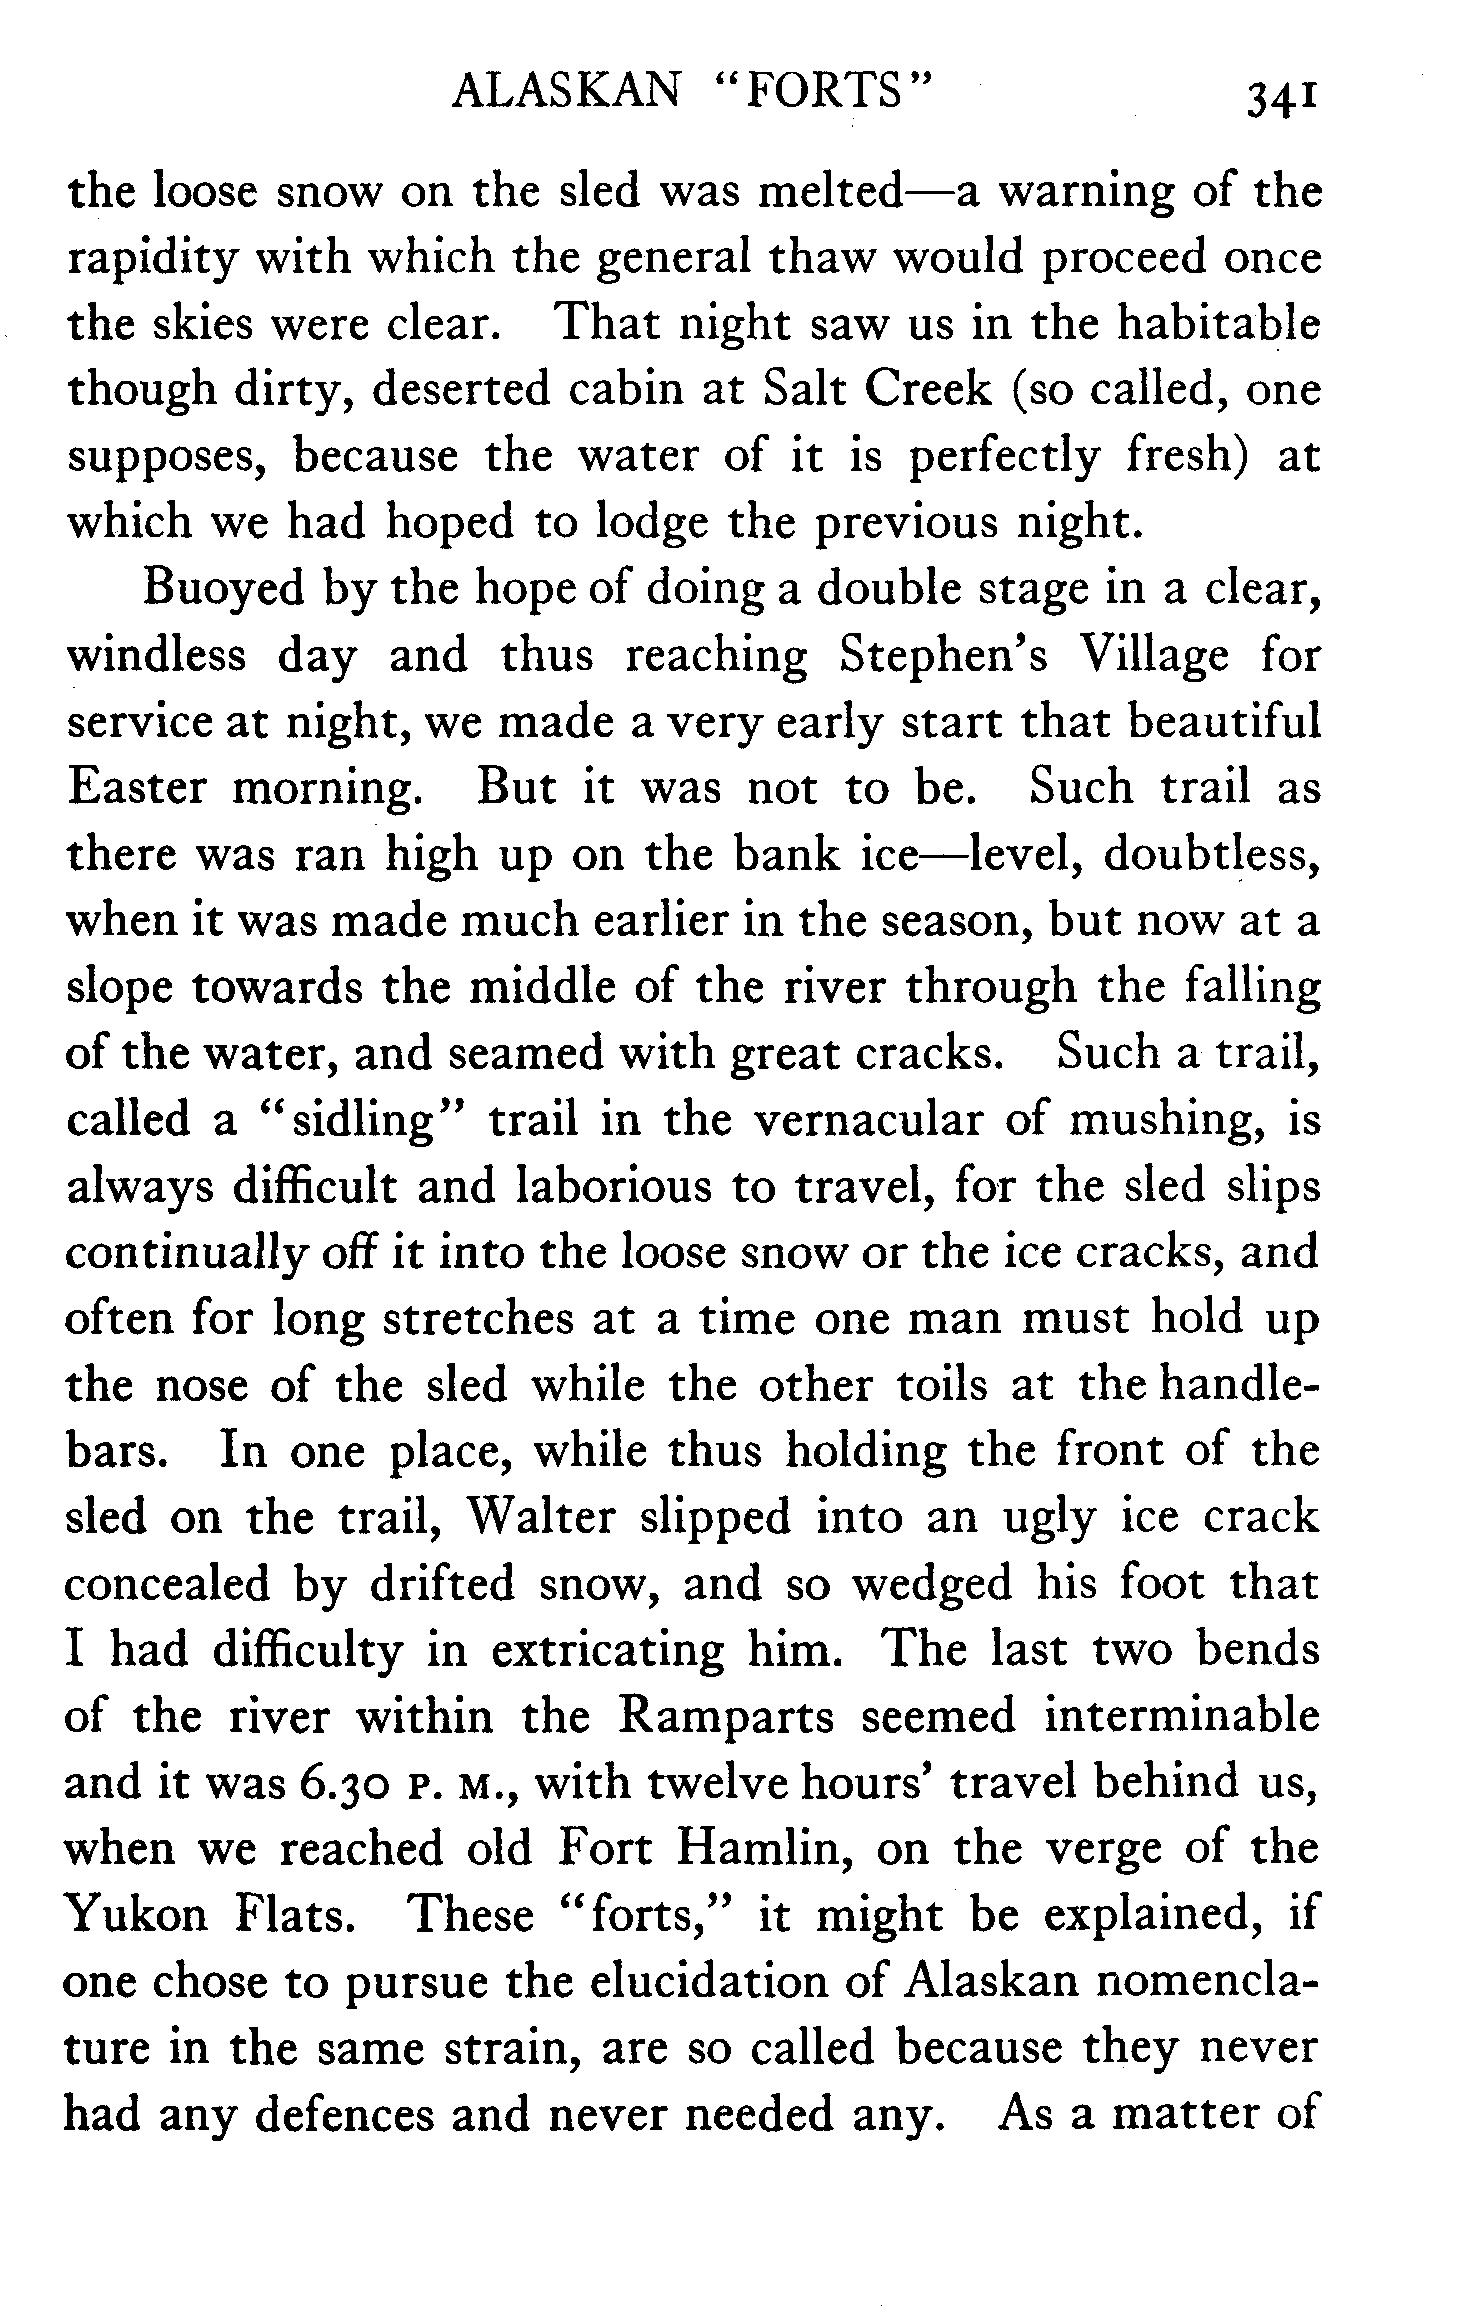 ALASKAN "FORTS" 341
the loose snow on the sled was melted—a warning of the
rapidity with which the general thaw would proceed once
the skies were clear. That night saw us in the habitable
though dirty, deserted cabin at Salt Creek (so called, one
supposes, because the water of it is perfectly fresh) at
which we had hoped to lodge the previous night.
Buoyed by the hope of doing a double stage in a clear,
windless day and thus reaching Stephen's Village for
service at night, we made a very early start that beautiful
Easter morning. But it was not to be. Such trail as
there was ran high up on the bank ice—level, doubtless,
when it was made much earlier in the season, but now at a
slope towards the middle of the river through the falling
of the water, and seamed with great cracks. Such a trail,
called a "sidling" trail in the vernacular of mushing, is
always difficult and laborious to travel, for the sled slips
continually off it into the loose snow or the ice cracks, and
often for long stretches at a time one man must hold up
the nose of the sled while the other toils at the handle-
bars. In one place, while thus holding the front of the
sled on the trail, Walter slipped into an ugly ice crack
concealed by drifted snow, and so wedged his foot that
I had difficulty in extricating him. The last two bends
of the river within the Ramparts seemed interminable
and it was 6.30 P. M., with twelve hours' travel behind us,
when we reached old Fort Hamlin, on the verge of the
Yukon Flats. These "forts," it might be explained, if
one chose to pursue the elucidation of Alaskan nomencla-
ture in the same strain, are so called because they never
had any defences and never needed any. As a matter of